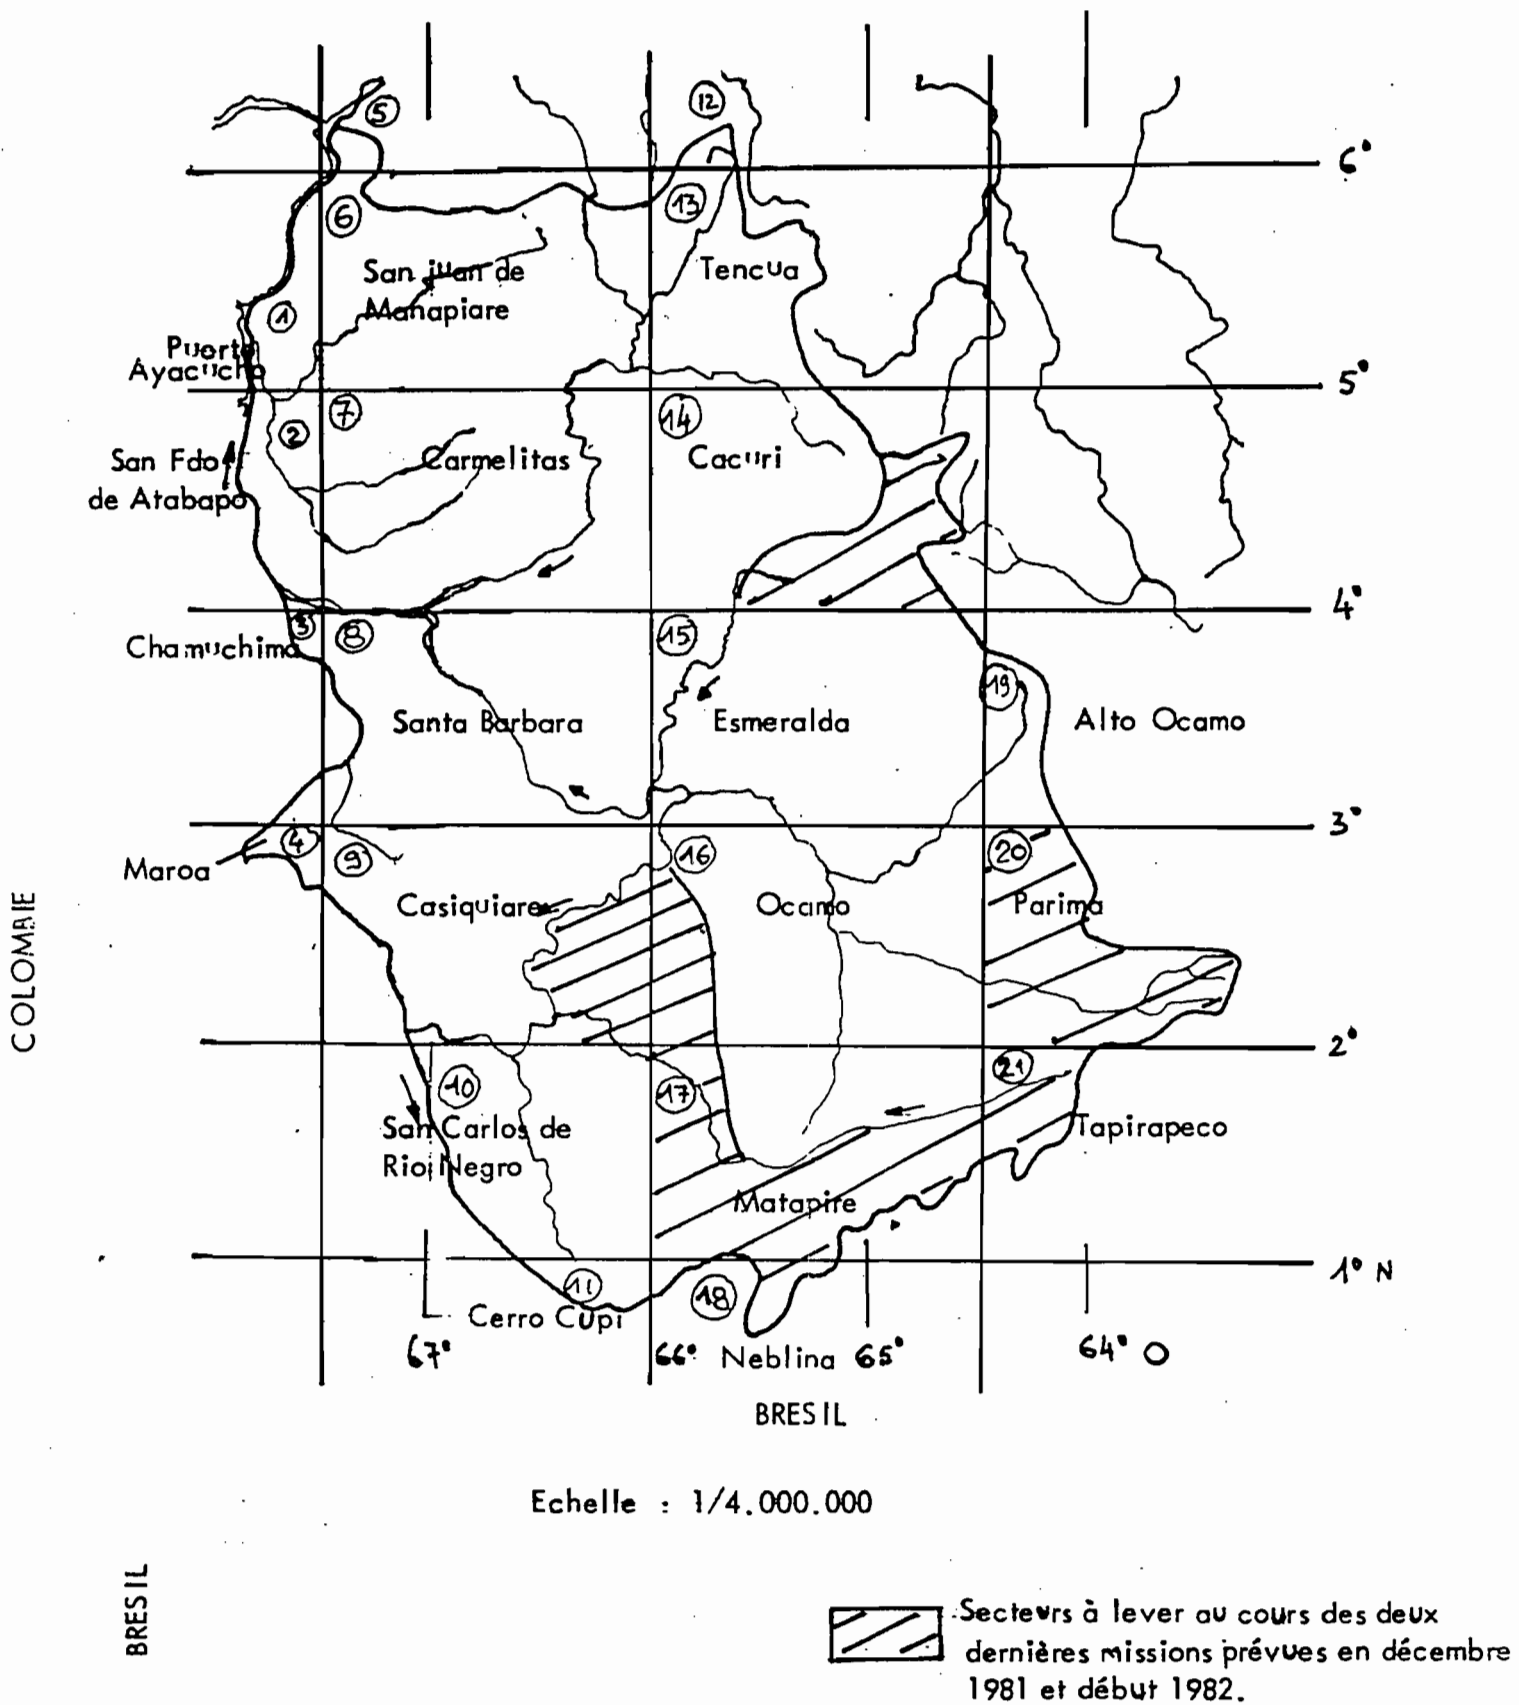 5
12
6°
6
13
San juan de
Manapiare
Tencua
1
Puerto
Ayacucho
5°
7
2
14
San Fdo
de Atabapo
Carmelitas
Cacuri
4°
3
8
15
Chamuchima
19
Santa Barbara
Esmeralda
Alto Ocamo
3°
4
9
16
20
Maroa
Casiquiare
Ocamo
Parima
COLOMBIE
2°
10
17
21
San Carlos de
Rio Negro
Tapirapeco
Matapire
1° N
11
18
Cerro Cupi
67°
66°
Neblina
65°
64° O
BRESIL
Echelle : 1/4.000.000
BRESIL
Secteurs à lever au cours des deux
dernières missions prévues en décembre
1981 et début 1982.